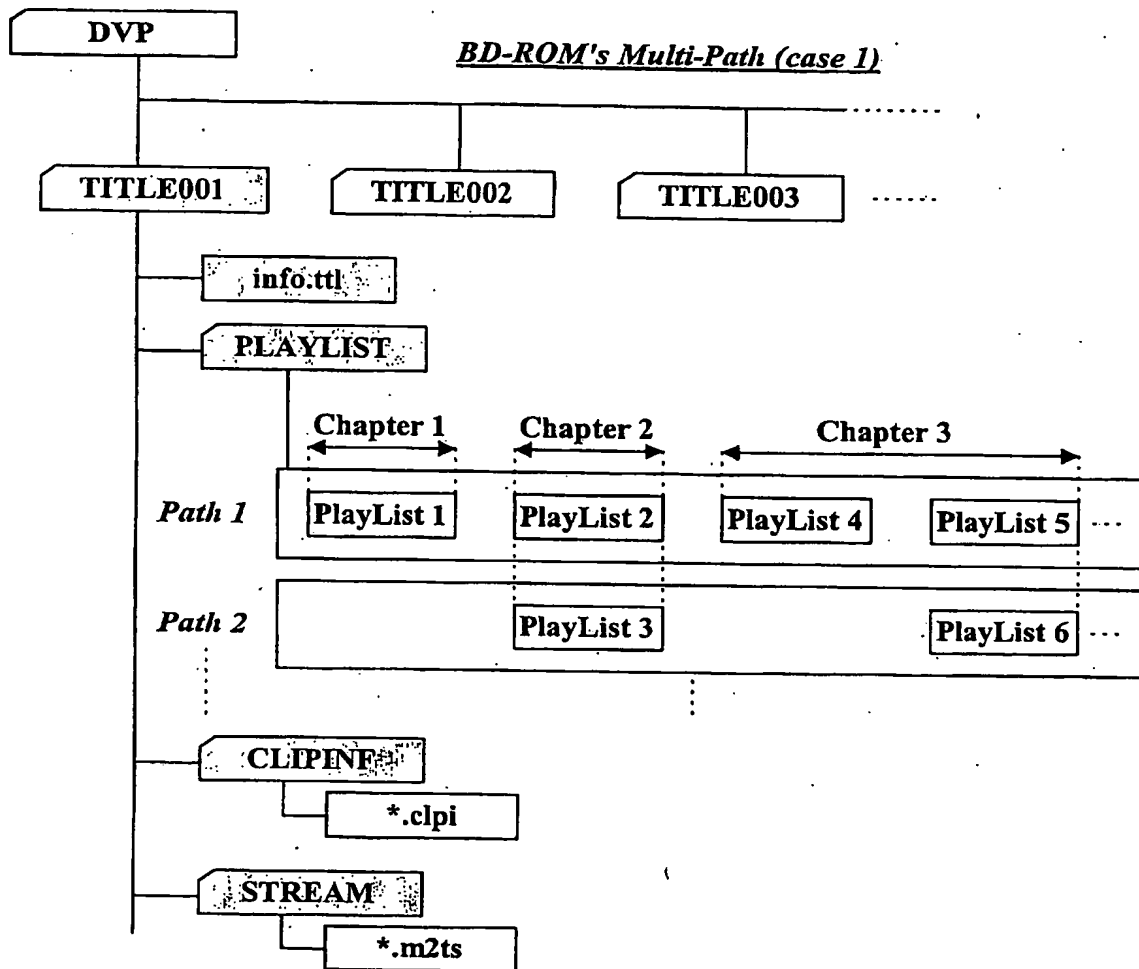 DVP
BD-ROM's Multi-Path (case 1)
TITLE001
TITLE002
TITLE003
info.ttl
PLAYLIST
Chapter 1
Chapter 2
Chapter 3
Path 1
PlayList 1
PlayList 2
PlayList 4
PlayList 5
Path 2
PlayList 3
PlayList 6
CLIPINF
*.clpi
STREAM
*.m2ts